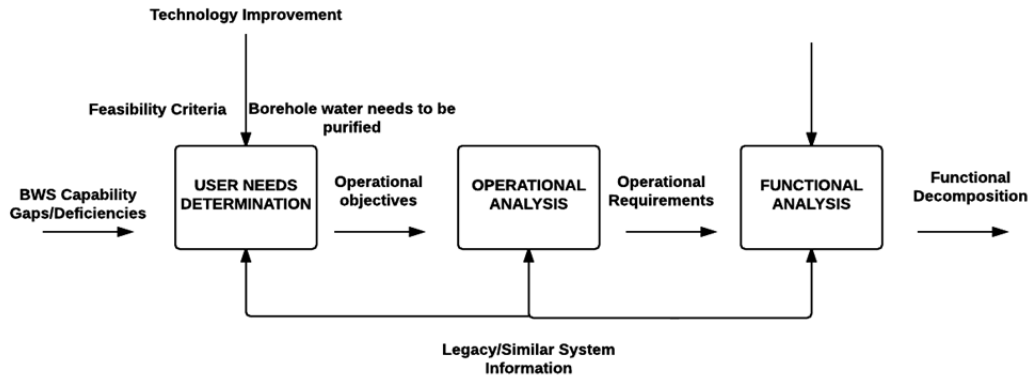 Technology Improvement
Feasibility Criteria
Borehole water needs to be
purified
BWS Capability
Gaps/Deficiencies
USER NEEDS
DETERMINATION
Operational
objectives
OPERATIONAL
ANALYSIS
Operational
Requirements
FUNCTIONAL
ANALYSIS
Functional
Decomposition
Legacy/Similar System
Information